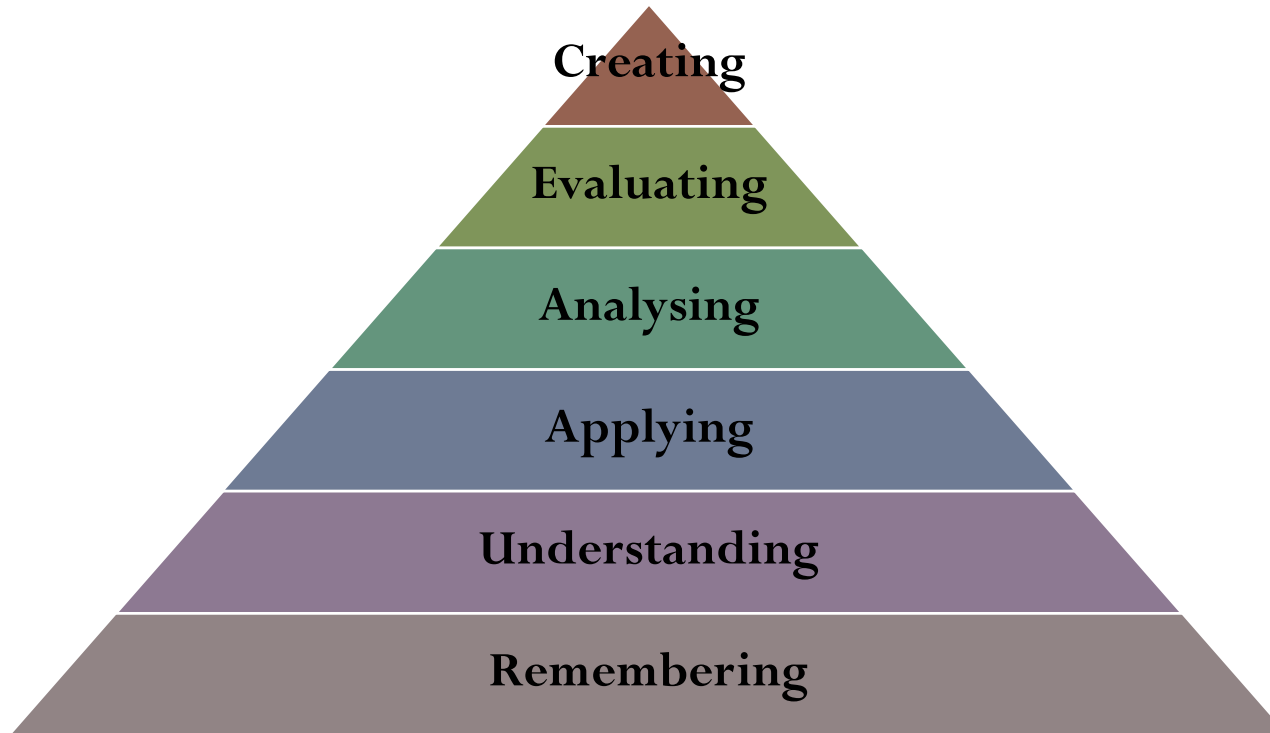 Creating
Evaluating
Analysing
Applying
Understanding
Remembering